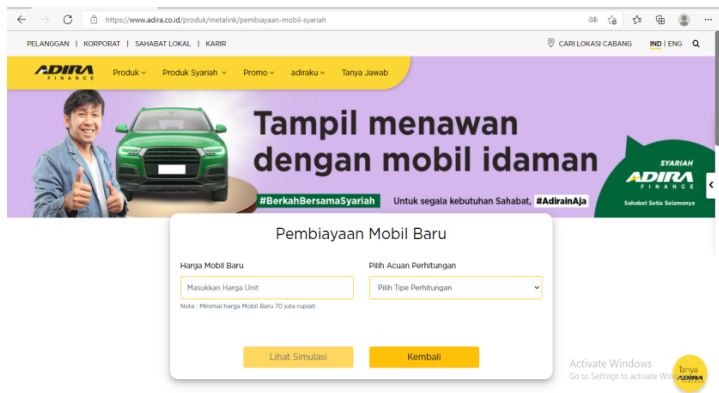 https://www.adira.co.id/produk/metalink/pembiayaan-mobil-syariah
PELANGGAN | KORPORAT | SAHABAT LOKAL | KARIR
CARI LOKASI CABANG
IND | ENG
ADIRA
FINANCE
Produk
Produk Syariah
Promo
adiraku
Tanya Jawab
Tampil menawan
dengan mobil idaman
#BerkahBersamaSyariah
Untuk segala kebutuhan Sahabat, #AdirainAja
SYARIAH
ADIRA
FINANCE
Sahabat Setia Selamanya
Pembiayaan Mobil Baru
Harga Mobil Baru
Pilih Acuan Perhitungan
Masukkan Harga Unit
Pilih Tipe Perhitungan
Note : Minimal harga Mobil Baru 70 juta rupiah
Lihat Simulasi
Kembali
Activate Windows
Go to Settings to activate Win
Tanya
ADIRA